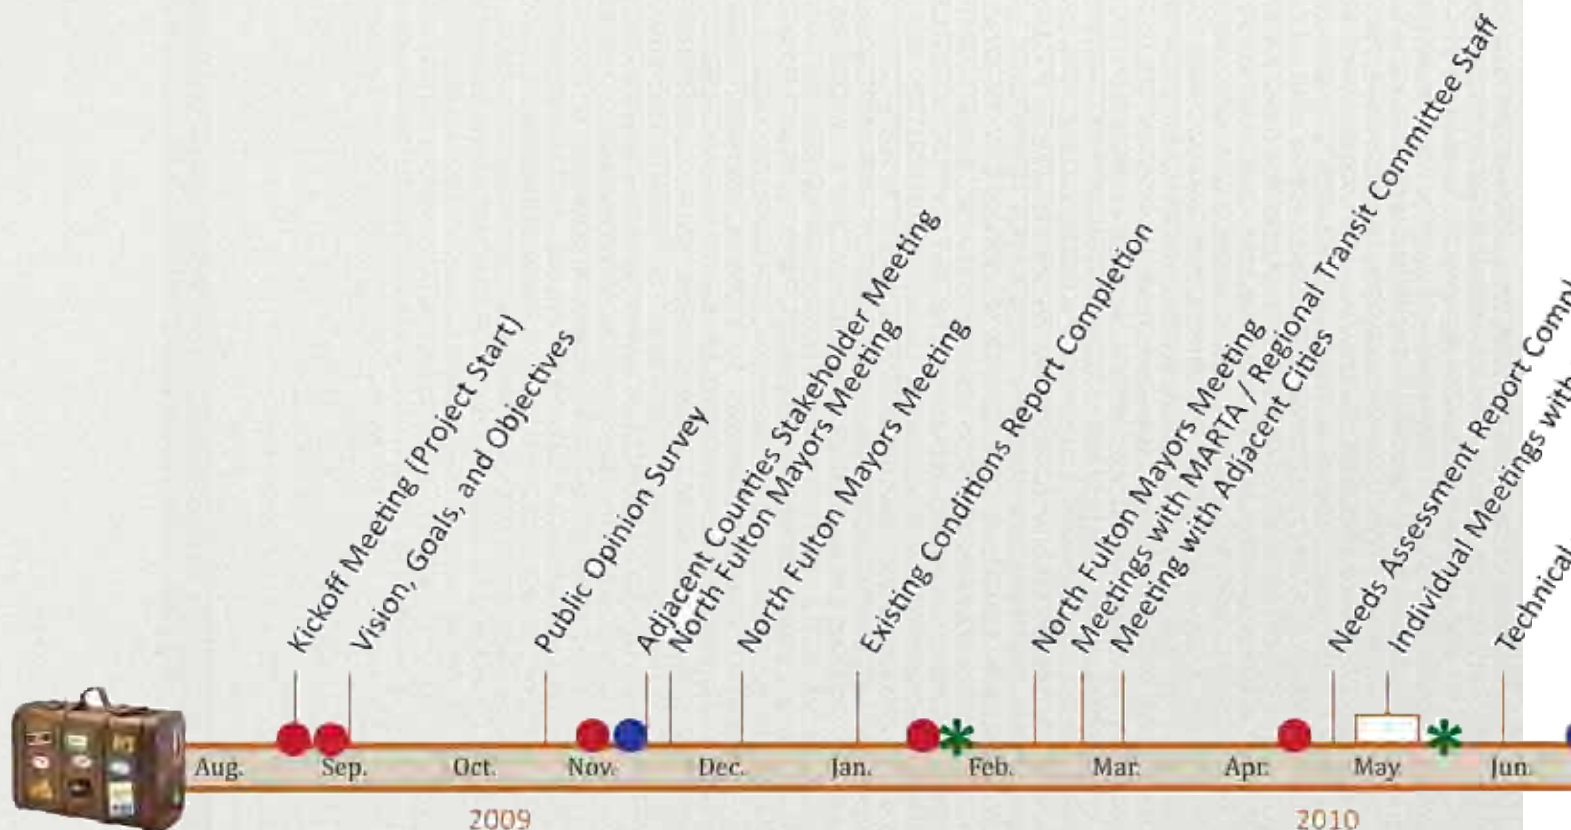 Kickoff Meeting (Project Start)
Vision, Goals, and Objectives
Public Opinion Survey
Adjacent Counties Stakeholder Meeting
North Fulton Mayors Meeting
North Fulton Mayors Meeting
Existing Conditions Report Completion
North Fulton Mayors Meeting
Meetings with MARTA / Regional Transit Committee Staff
Meeting with Adjacent Cities
Needs Assessment Report
Individual Meetings with
Technical
Aug. Sep. Oct. Nov. Dec. Jan. Feb. Mar. Apr. May. Jun.
2009 2010